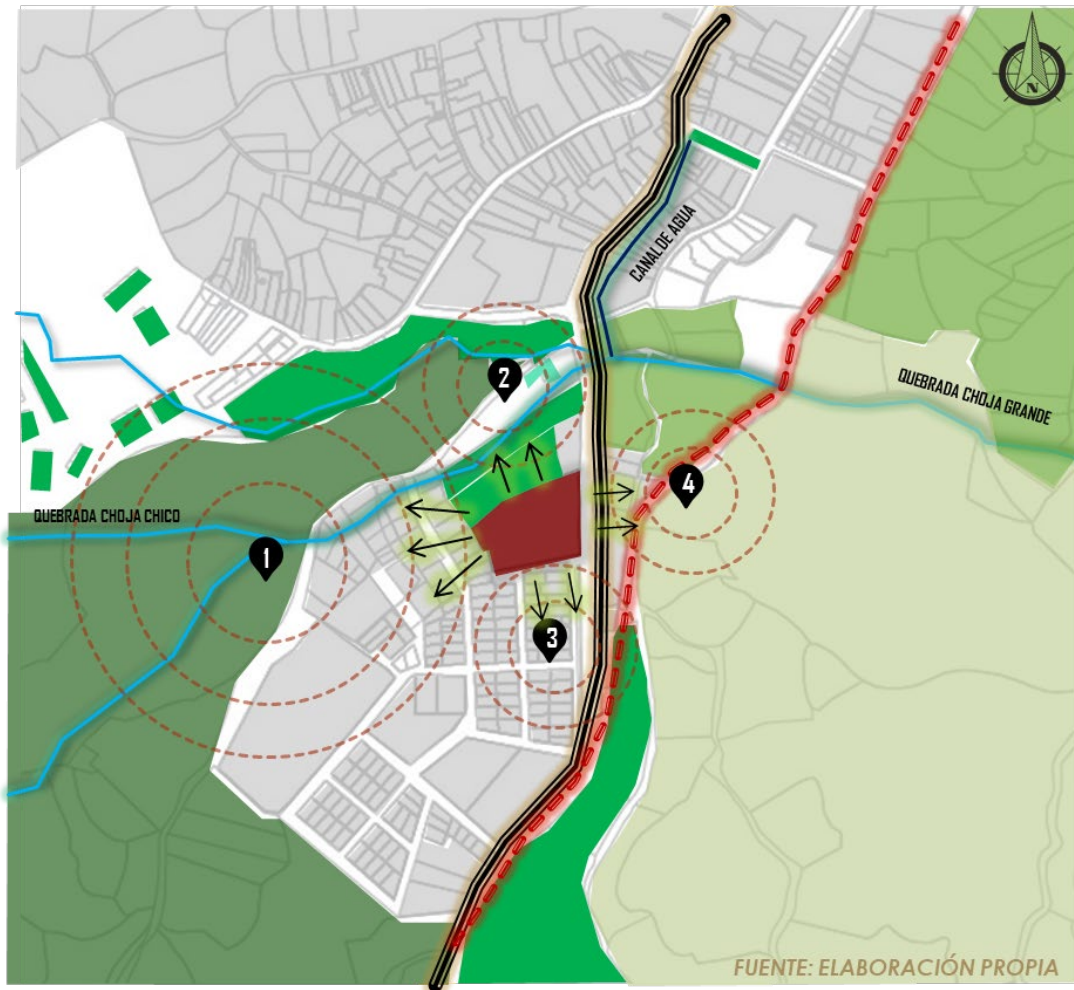 N
CANAL DE AGUA
QUEBRADA CHOJA GRANDE
2
4
QUEBRADA CHOJA CHICO
1
3
FUENTE: ELABORACIÓN PROPIA